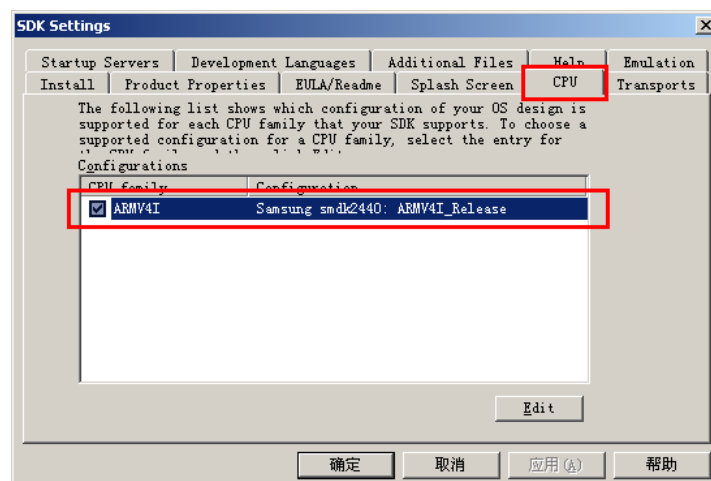 SDK Settings
Startup Servers Development Languages Additional Files Help Emulation
Install Product Properties EULA/Readme Splash Screen CPU Transports
The following list shows which configuration of your OS design is
supported for each CPU family that your SDK supports. To choose a
supported configuration for a CPU family, select the entry for
Configurations
CPU family Configuration
ARMV4I Samsung smdk2440: ARMV4I_Release
Edit
确定 取消 应用(A) 帮助